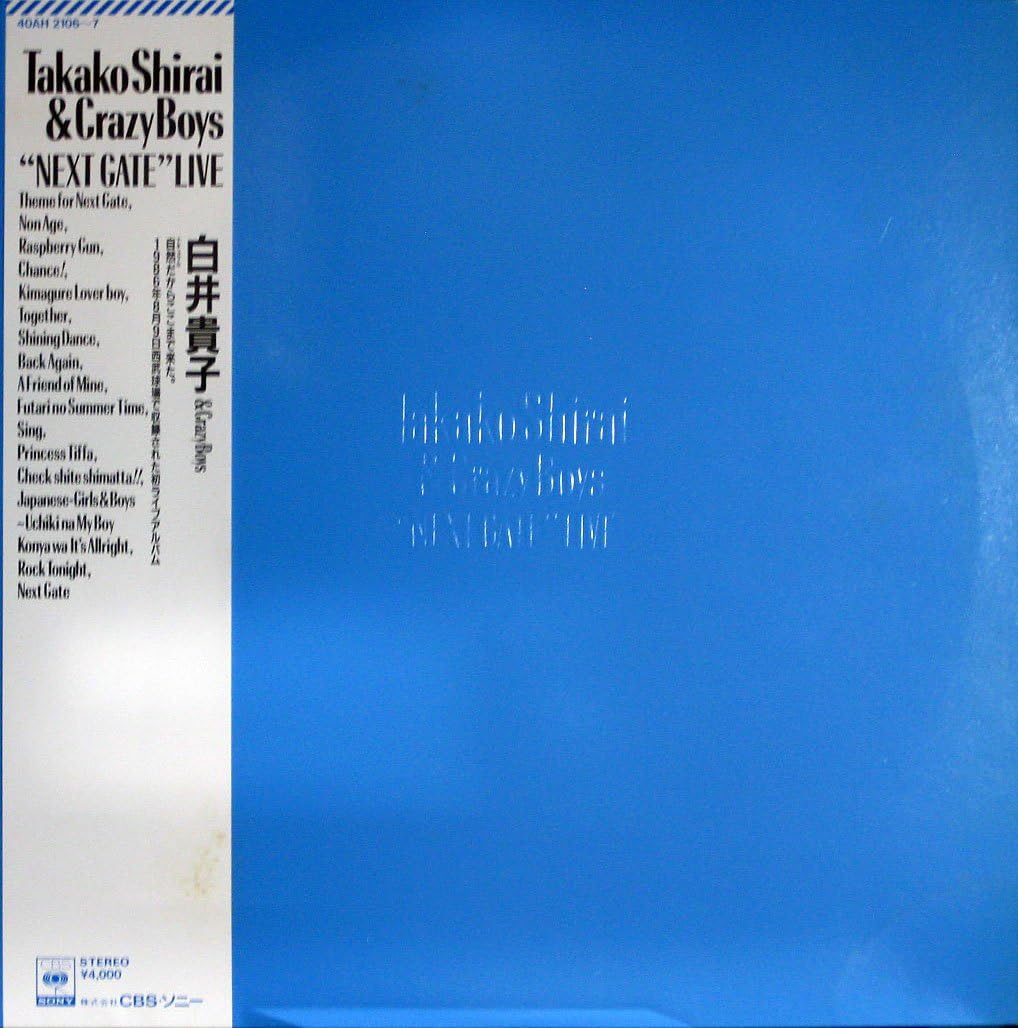 40AH 2106~7
Takako Shirai
& Crazy Boys
“NEXT GATE” LIVE
Theme for Next Gate,
Non Age,
Raspberry Gun,
Chance!,
Kimagure Lover boy,
Together,
Shining Dance,
Back Again,
A Friend of Mine,
Futari no Summer Time,
Sing,
Princess Tiffa,
Check shite shimatta!!,
Japanese-Girls & Boys
~Uchiki na My Boy
Konya wa It's Allright,
Rock Tonight,
Next Gate
白井貴子 & Crazy Boys
自然だからここまで来た。
1986年8月9日西武球場で収録された初ライブアルバム
Takako Shirai
& Crazy Boys
“NEXT GATE” LIVE
CBS
SONY
STEREO
¥4,000
株式会社 CBS・ソニー